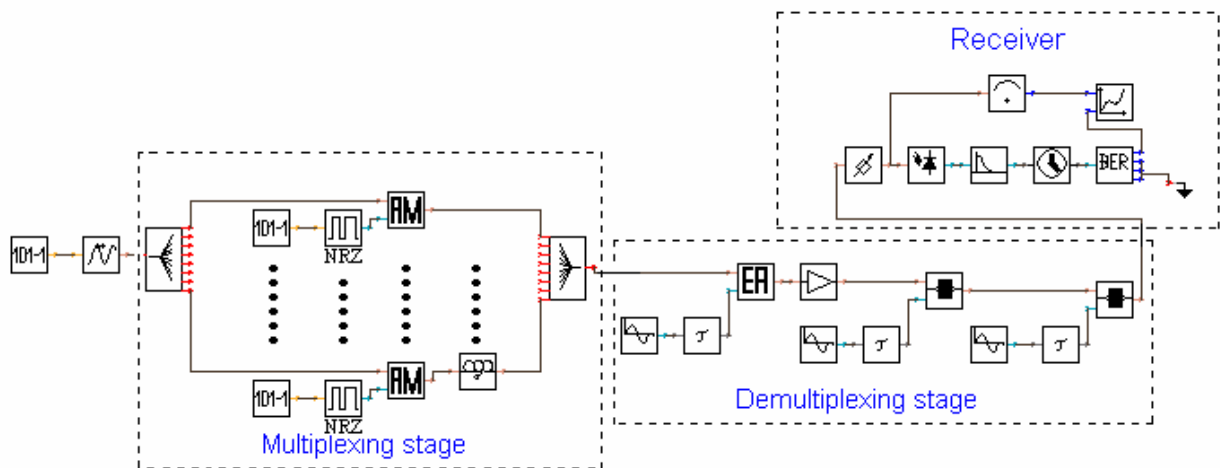 Receiver
BER
101-1
AM
101-1
NRZ
EA
τ
τ
τ
AM
101-1
NRZ
Multiplexing stage
Demultiplexing stage